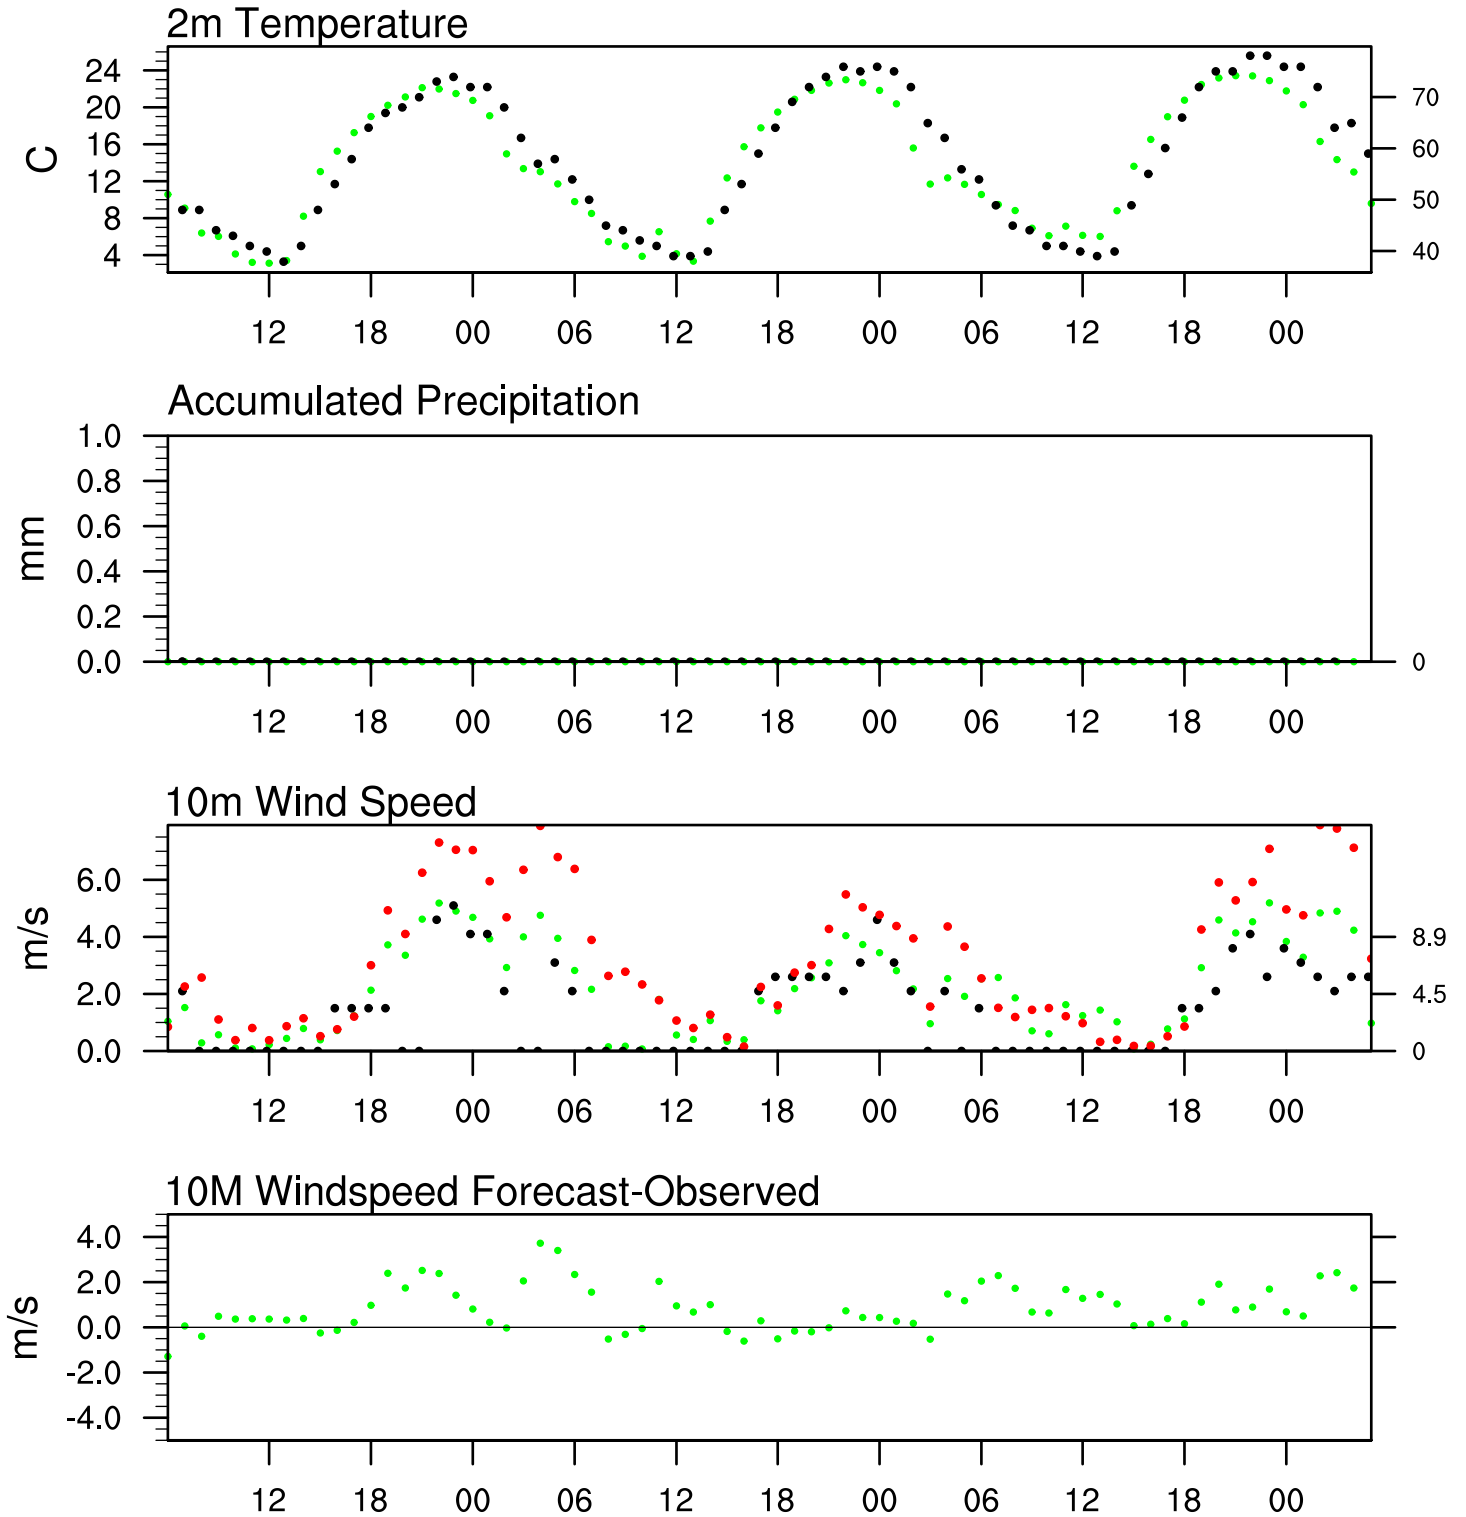 2m Temperature
24
20
16
12
8
4
C
70
60
50
40
12 18 00 06 12 18 00 06 12 18 00
Accumulated Precipitation
1.0
0.8
0.6
0.4
0.2
0.0
mm
0
12 18 00 06 12 18 00 06 12 18 00
10m Wind Speed
6.0
4.0
2.0
0.0
m/s
8.9
4.5
0
12 18 00 06 12 18 00 06 12 18 00
10M Windspeed Forecast-Observed
4.0
2.0
0.0
-2.0
-4.0
m/s
12 18 00 06 12 18 00 06 12 18 00